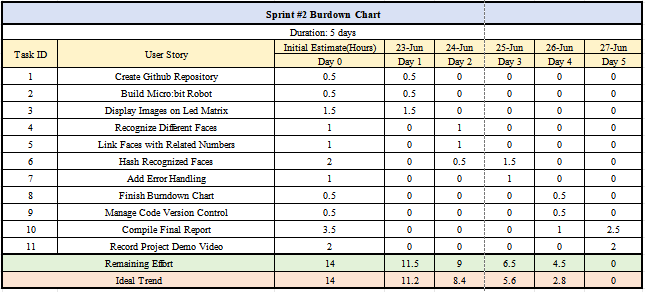 Sprint #2 Burdown Chart
Duration: 5 days
Task ID User Story Initial Estimate(Hours) 23-Jun 24-Jun 25-Jun 26-Jun 27-Jun
Day 0 Day 1 Day 2 Day 3 Day 4 Day 5
1 Create Github Repository 0.5 0.5 0 0 0 0
2 Build Micro:bit Robot 0.5 0.5 0 0 0 0
3 Display Images on Led Matrix 1.5 1.5 0 0 0 0
4 Recognize Different Faces 1 0 1 0 0 0
5 Link Faces with Related Numbers 1 0 1 0 0 0
6 Hash Recognized Faces 2 0 0.5 1.5 0 0
7 Add Error Handling 1 0 0 1 0 0
8 Finish Burndown Chart 0.5 0 0 0 0.5 0
9 Manage Code Version Control 0.5 0 0 0 0.5 0
10 Compile Final Report 3.5 0 0 0 1 2.5
11 Record Project Demo Video 2 0 0 0 0 2
Remaining Effort 14 11.5 9 6.5 4.5 0
Ideal Trend 14 11.2 8.4 5.6 2.8 0